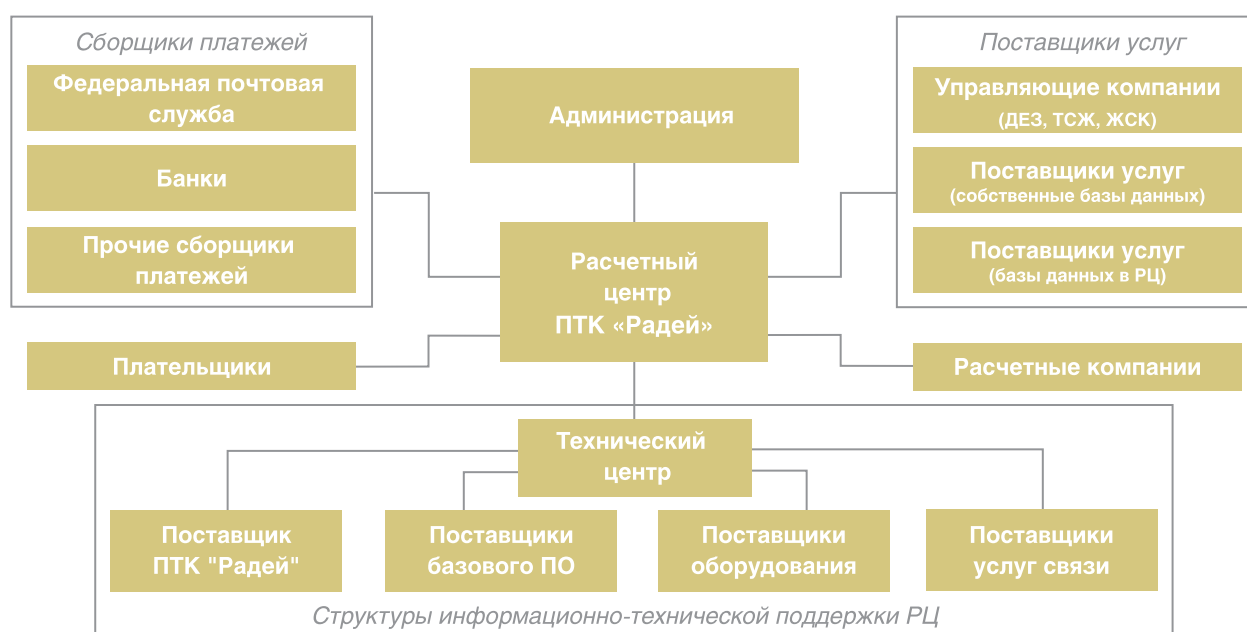 Сборщики платежей
Федеральная почтовая
служба
Банки
Прочие сборщики
платежей
Плательщики
Администрация
Расчетный
центр
ПТК «Радей»
Поставщики услуг
Управляющие компании
(ДЕЗ, ТСЖ, ЖСК)
Поставщики услуг
(собственные базы данных)
Поставщики услуг
(базы данных в РЦ)
Расчетные компании
Технический
центр
Поставщик
ПТК "Радей"
Поставщики
базового ПО
Поставщики
оборудования
Поставщики
услуг связи
Структуры информационно-технической поддержки РЦ